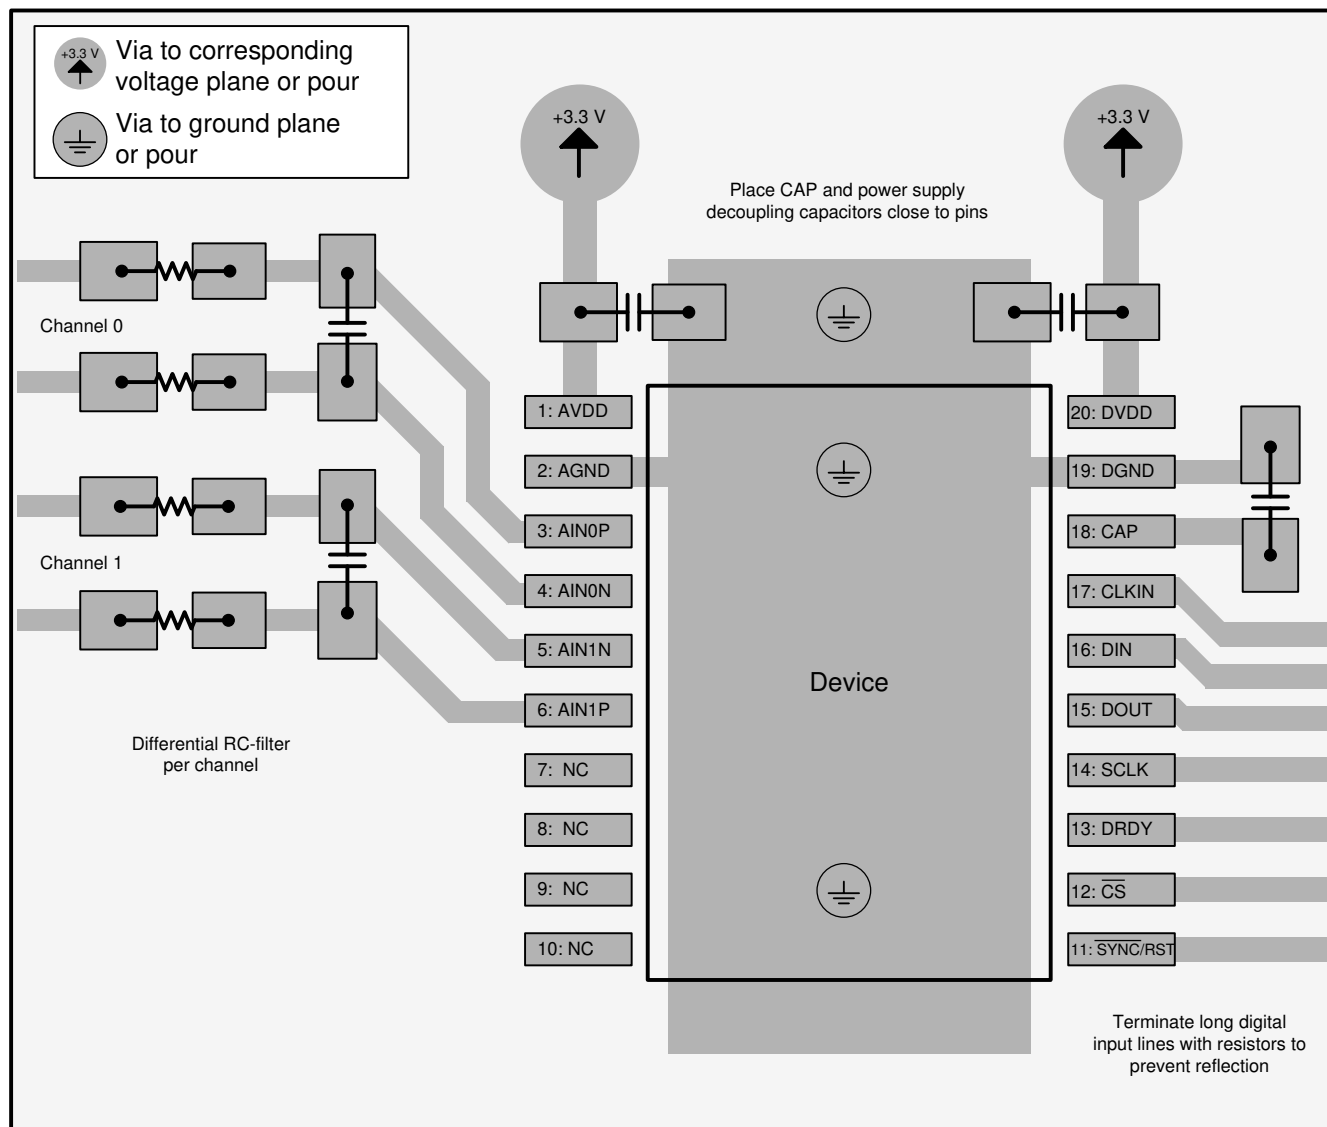 +3.3 V
Via to corresponding
voltage plane or pour
Via to ground plane
or pour
+3.3 V
+3.3 V
Place CAP and power supply
decoupling capacitors close to pins
Channel 0
Channel 1
Differential RC-filter
per channel
1: AVDD
2: AGND
3: AIN0P
4: AIN0N
5: AIN1N
6: AIN1P
7: NC
8: NC
9: NC
10: NC
Device
20: DVDD
19: DGND
18: CAP
17: CLKIN
16: DIN
15: DOUT
14: SCLK
13: DRDY
12: C̅S̅
11: S̅Y̅N̅C̅/RST
Terminate long digital
input lines with resistors to
prevent reflection